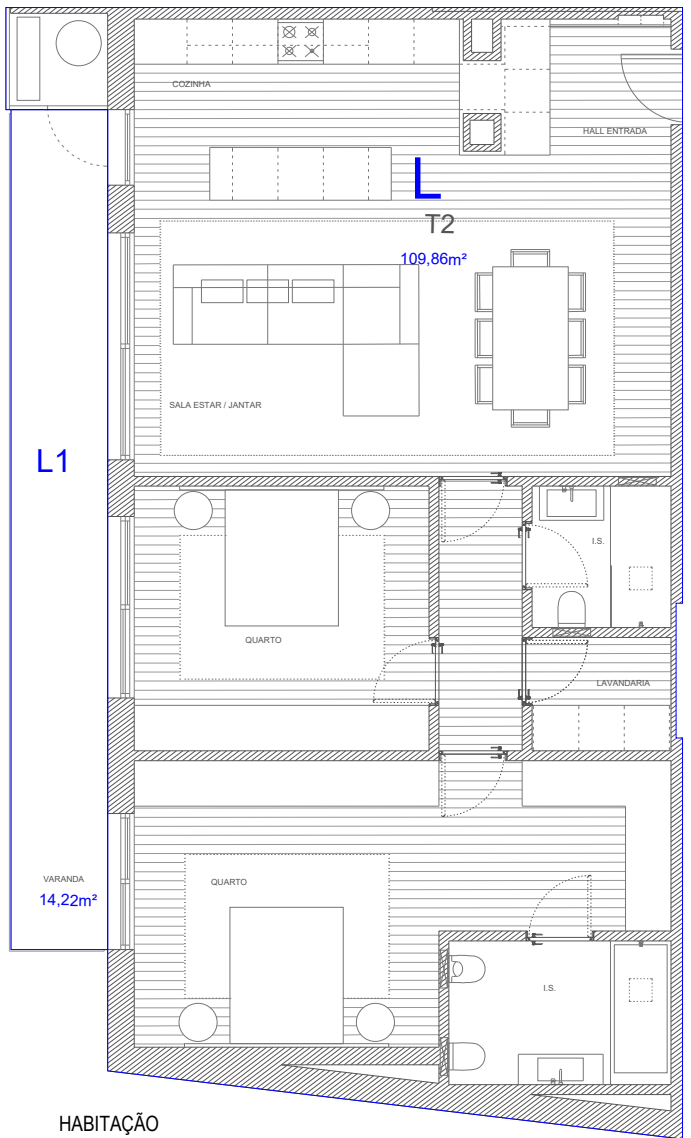 COZINHA
HALL ENTRADA
L
T2
109,86m²
SALA ESTAR / JANTAR
L1
I.S.
QUARTO
LAVANDARIA
VARANDA
14,22m²
QUARTO
I.S.
HABITAÇÃO